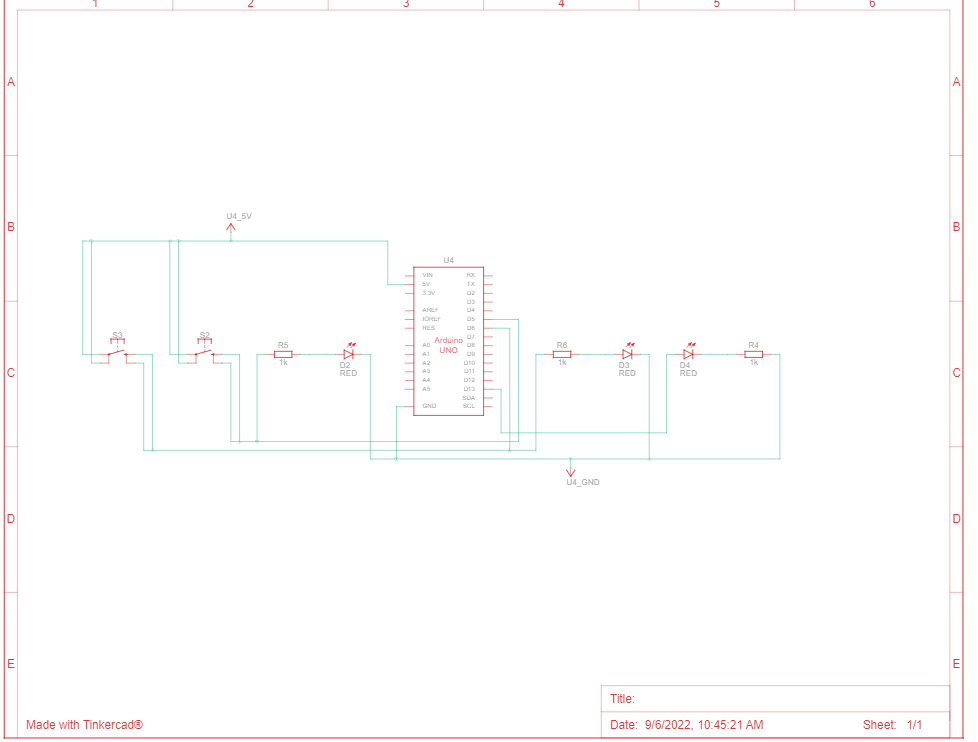 1 2 3 4 5 6
A A
B B
C C
D D
E E
U4_5V
U4
VIN RX
5V TX
3.3V D2
D3
AREF D4
IOREF D5
RES D6
D7
A0 D8
A1 D9
A2 D10
A3 D11
A4 D12
A5 D13
SDA
GND SCL
Arduino
UNO
S3
S2
R5
1k
D2
RED
R6
1k
D3
RED
D4
RED
R4
1k
U4_GND
Made with Tinkercad®
Title:
Date: 9/6/2022, 10:45:21 AM Sheet: 1/1